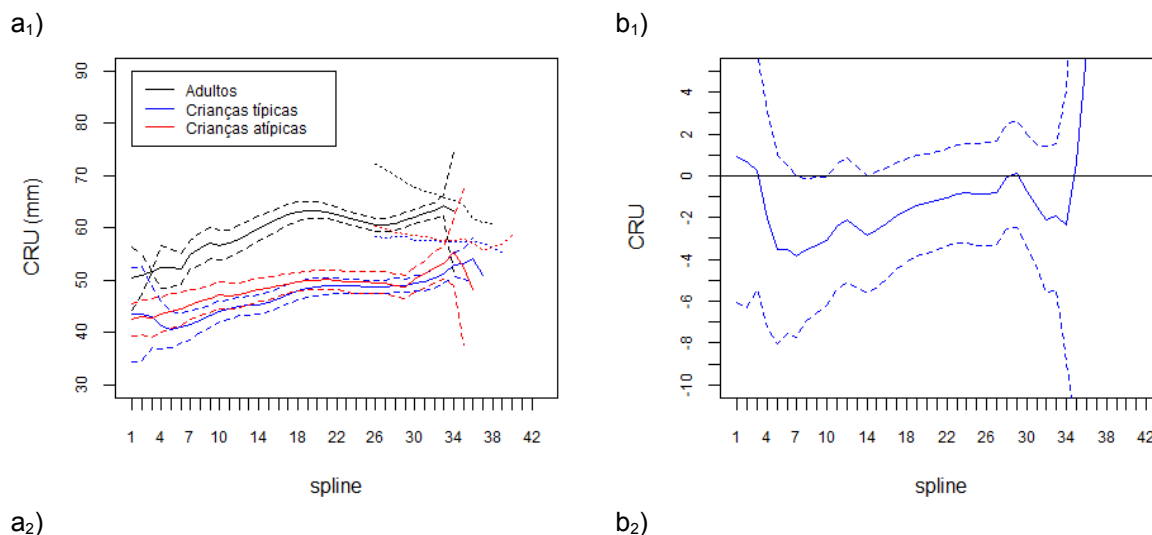 a₁)
b₁)
CRU (mm)
90
80
70
60
50
40
30
Adultos
Crianças típicas
Crianças atípicas
1 4 7 10 14 18 22 26 30 34 38 42
spline
CRU
4
2
0
-2
-4
-6
-8
-10
1 4 7 10 14 18 22 26 30 34 38 42
spline
a₂)
b₂)